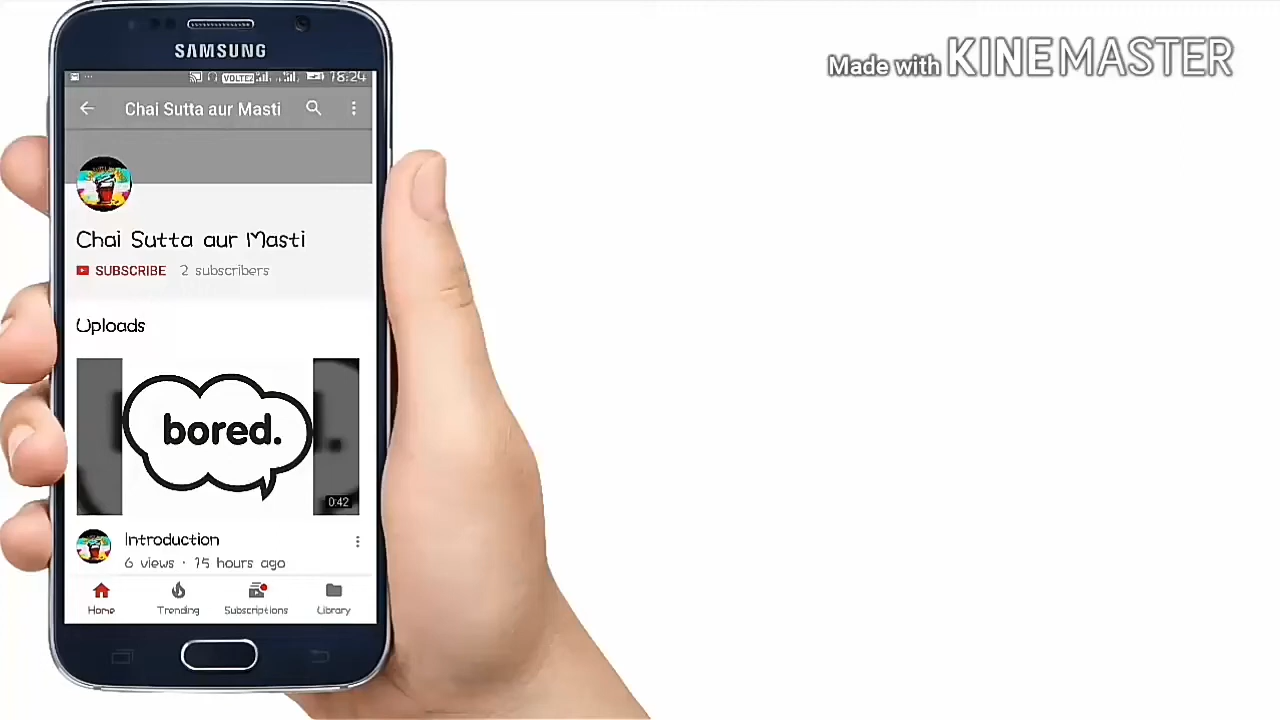 Made with KINEMASTER
SAMSUNG
VOLTE2 18:24
Chai Sutta aur Masti
Chai Sutta aur Masti
SUBSCRIBE 2 subscribers
Uploads
bored.
0:42
Introduction
6 views · 15 hours ago
Home Trending Subscriptions Library